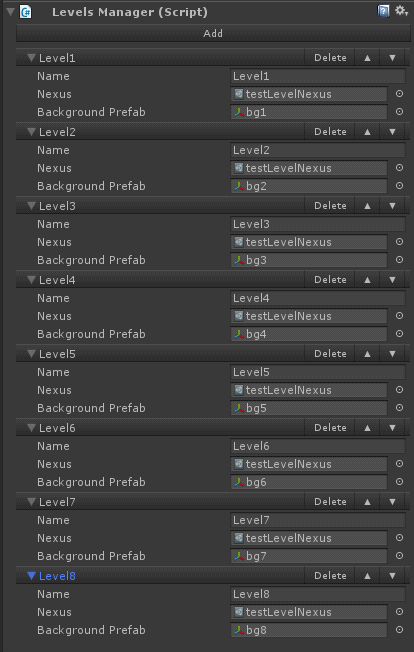 Levels Manager (Script)
Add
Level1 Delete ▲ ▼
Name Level1
Nexus testLevelNexus
Background Prefab bg1
Level2 Delete ▲ ▼
Name Level2
Nexus testLevelNexus
Background Prefab bg2
Level3 Delete ▲ ▼
Name Level3
Nexus testLevelNexus
Background Prefab bg3
Level4 Delete ▲ ▼
Name Level4
Nexus testLevelNexus
Background Prefab bg4
Level5 Delete ▲ ▼
Name Level5
Nexus testLevelNexus
Background Prefab bg5
Level6 Delete ▲ ▼
Name Level6
Nexus testLevelNexus
Background Prefab bg6
Level7 Delete ▲ ▼
Name Level7
Nexus testLevelNexus
Background Prefab bg7
Level8 Delete ▲ ▼
Name Level8
Nexus testLevelNexus
Background Prefab bg8